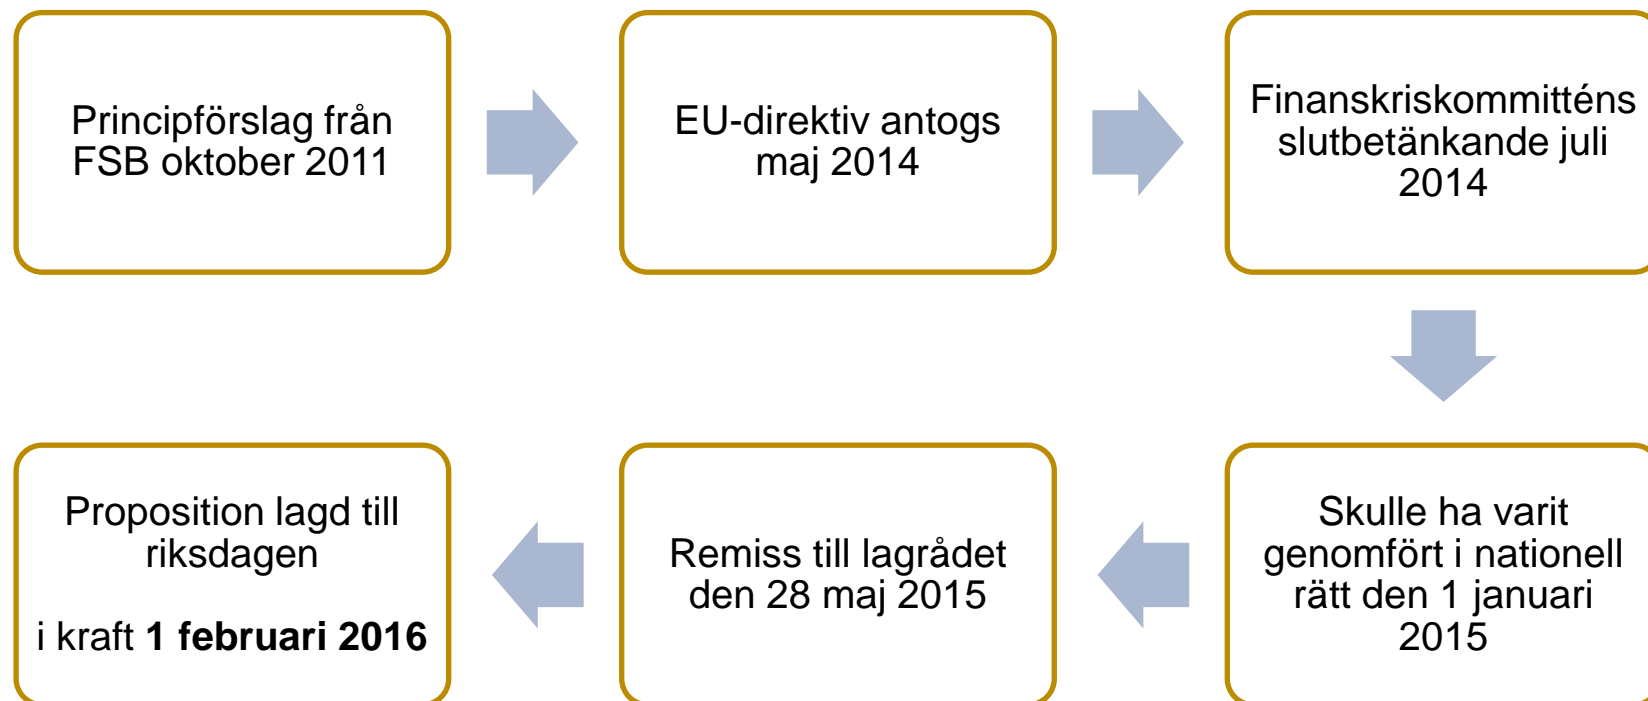 Principförslag från
FSB oktober 2011
EU-direktiv antogs
maj 2014
Finanskriskommitténs
slutbetänkande juli
2014
Skulle ha varit
genomfört i nationell
rätt den 1 januari
2015
Remiss till lagrådet
den 28 maj 2015
Proposition lagd till
riksdagen
i kraft 1 februari 2016